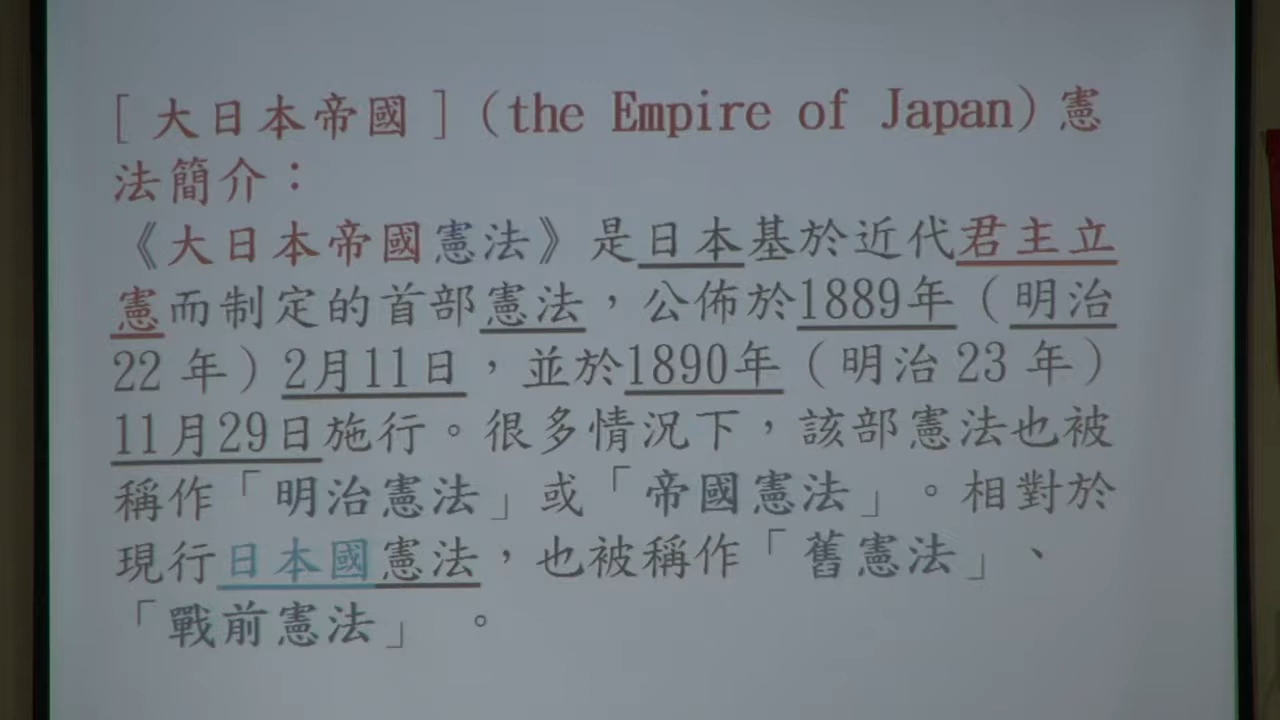 [ 大日本帝國 ] (the Empire of Japan) 憲
法簡介：
《大日本帝國憲法》是日本基於近代君主立
憲而制定的首部憲法，公佈於1889年（明治
22 年）2月11日，並於1890年（明治 23 年）
11月29日施行。很多情況下，該部憲法也被
稱作「明治憲法」或「帝國憲法」。相對於
現行日本國憲法，也被稱作「舊憲法」、
「戰前憲法」 。